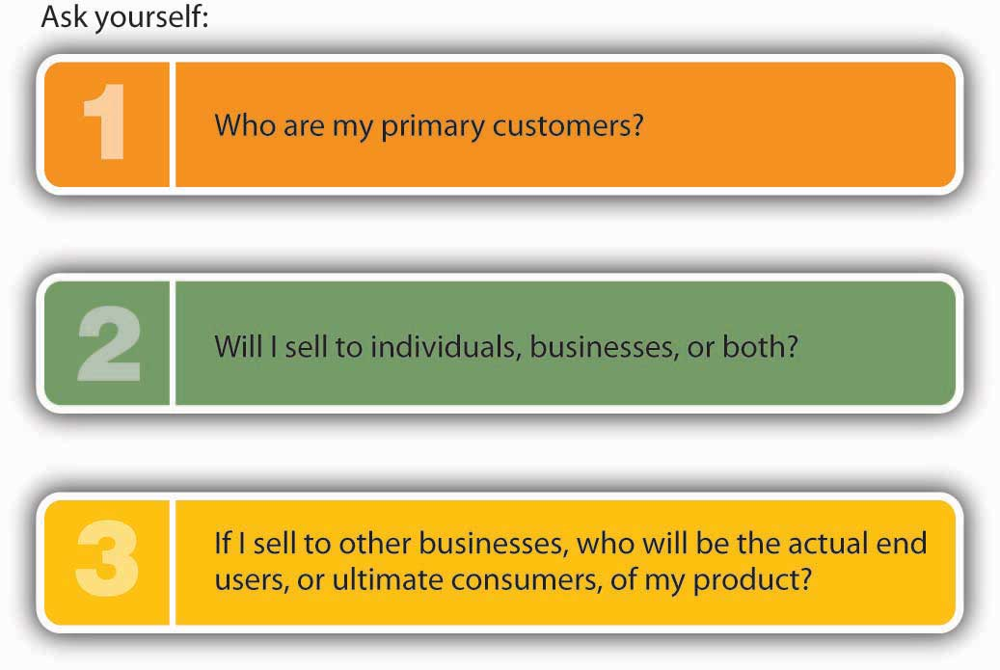 Ask yourself:
1
Who are my primary customers?
2
Will I sell to individuals, businesses, or both?
3
If I sell to other businesses, who will be the actual end
users, or ultimate consumers, of my product?